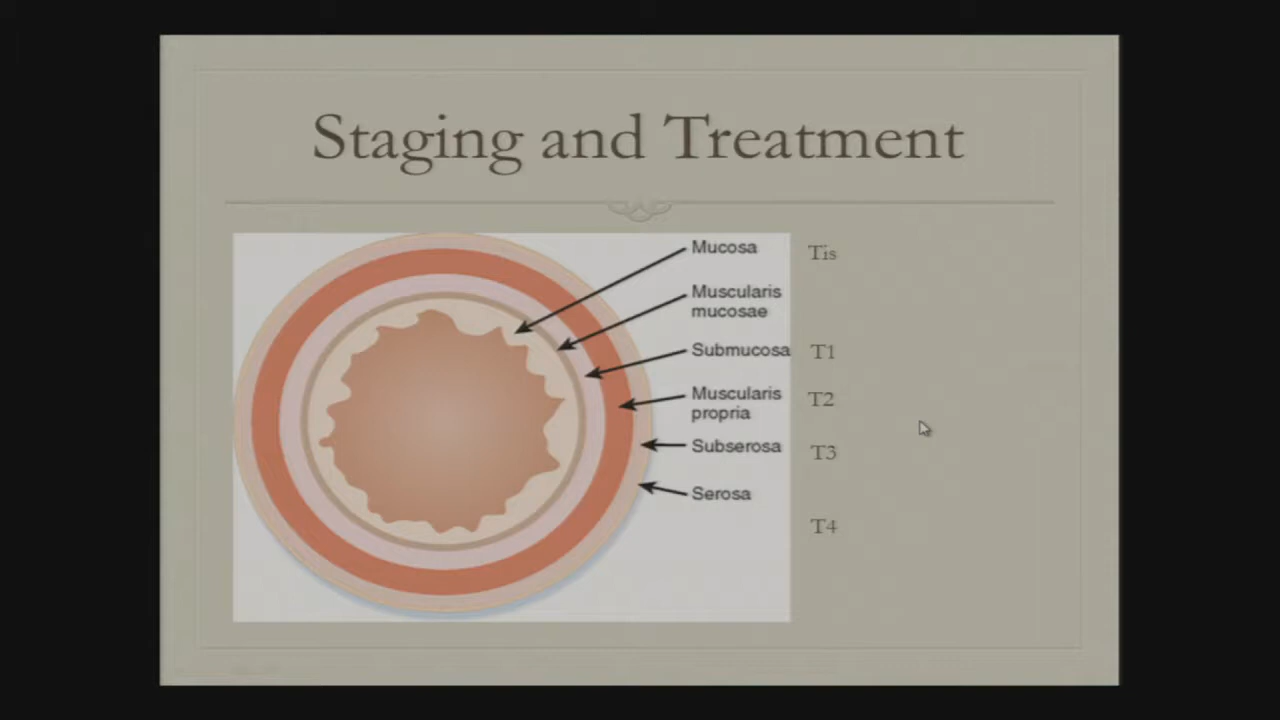 Staging and Treatment
Mucosa
Tis
Muscularis
mucosae
Submucosa
T1
Muscularis
propria
T2
Subserosa
T3
Serosa
T4